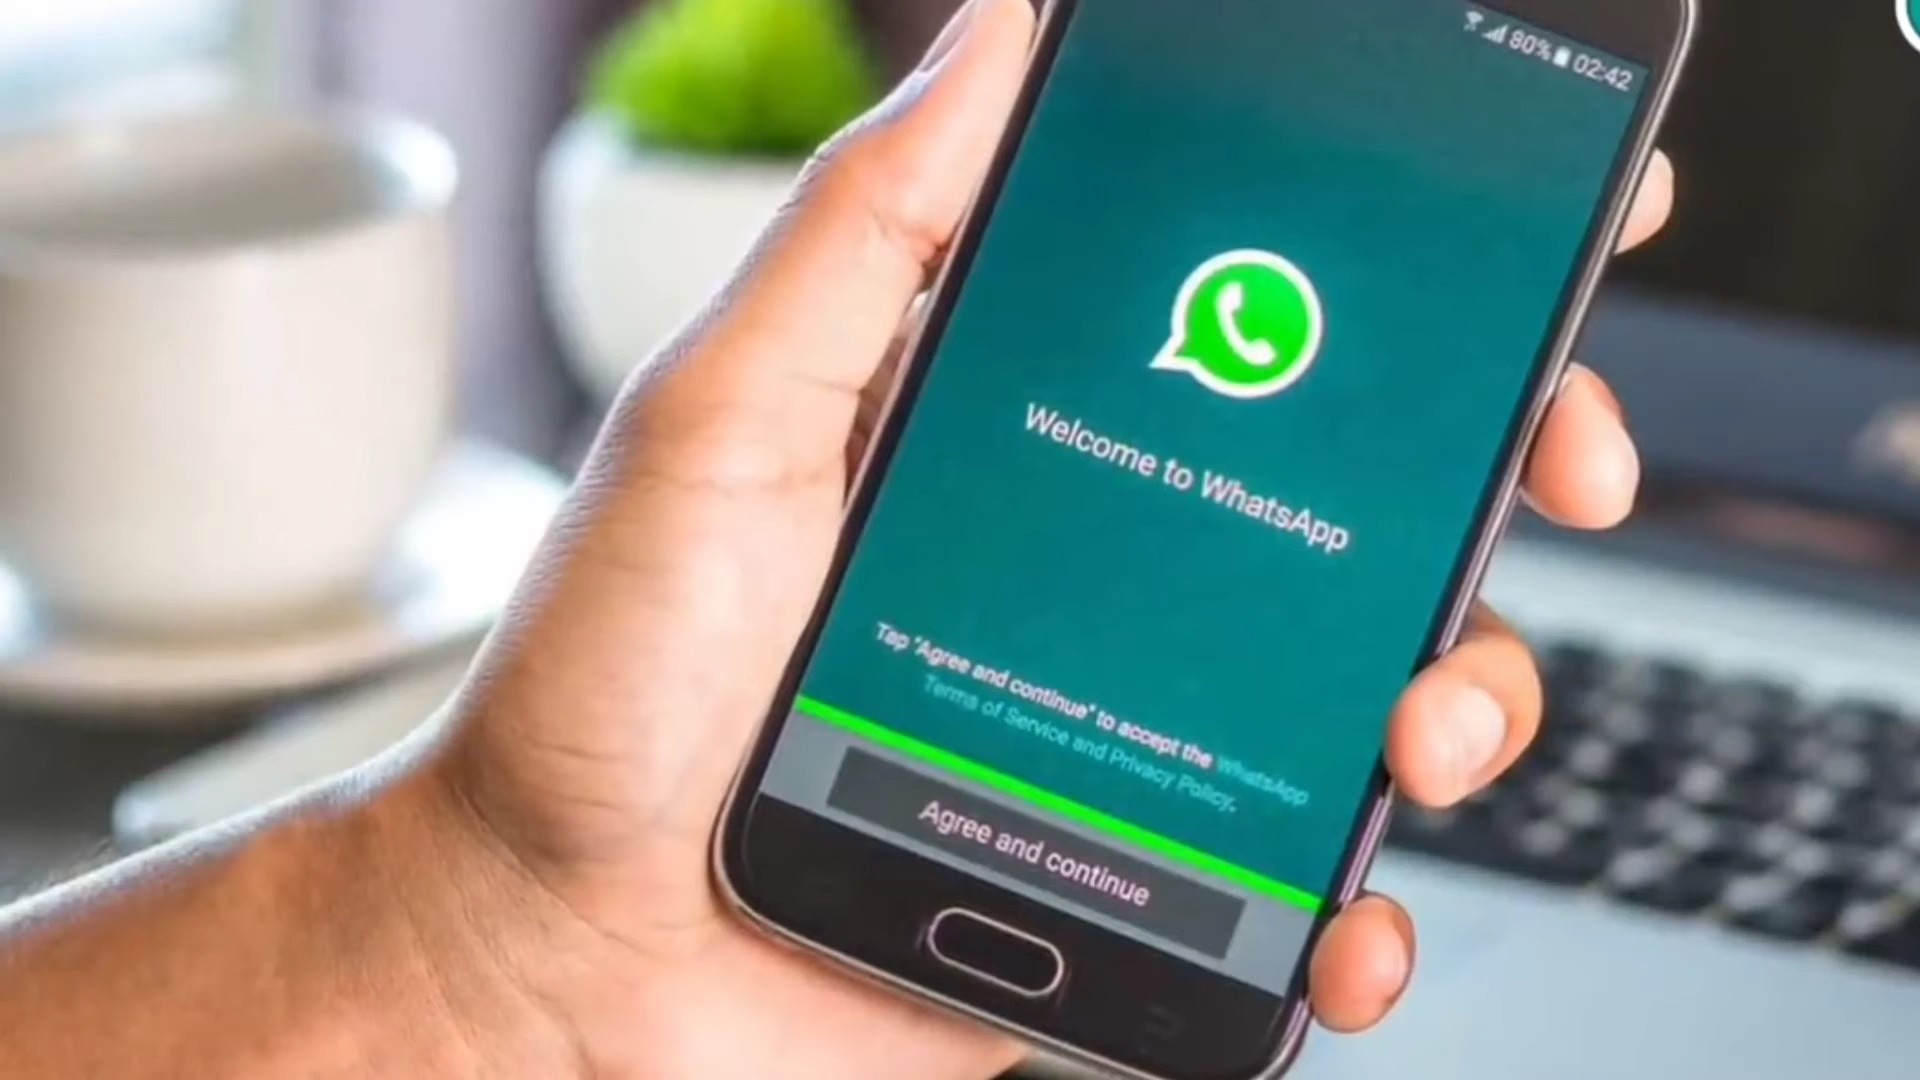 80% 02:42
Welcome to WhatsApp
Tap "Agree and continue" to accept the WhatsApp
Terms of Service and Privacy Policy.
Agree and continue